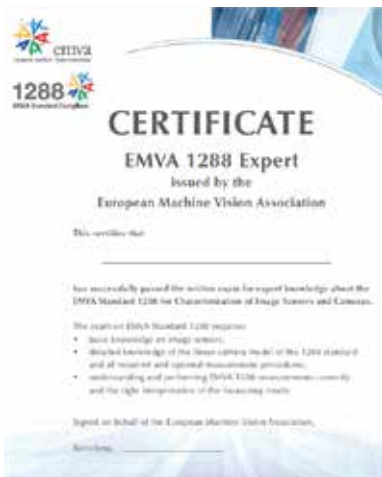 emva
1288
EMVA Standard Compliant
CERTIFICATE
EMVA 1288 Expert
issued by the
European Machine Vision Association
This certifies that
has successfully passed the written exam for expert knowledge about the
EMVA Standard 1288 for Characterization of Image Sensors and Cameras.
The exam on EMVA Standard 1288 requires:
• basic knowledge on image sensors,
• detailed knowledge of the linear camera model of the 1288 standard
and all required and optional measurement procedures,
• understanding and performing EMVA 1288 measurements correctly
and the right interpretation of the measuring results.
Signed on behalf of the European Machine Vision Association,
Barcelona,